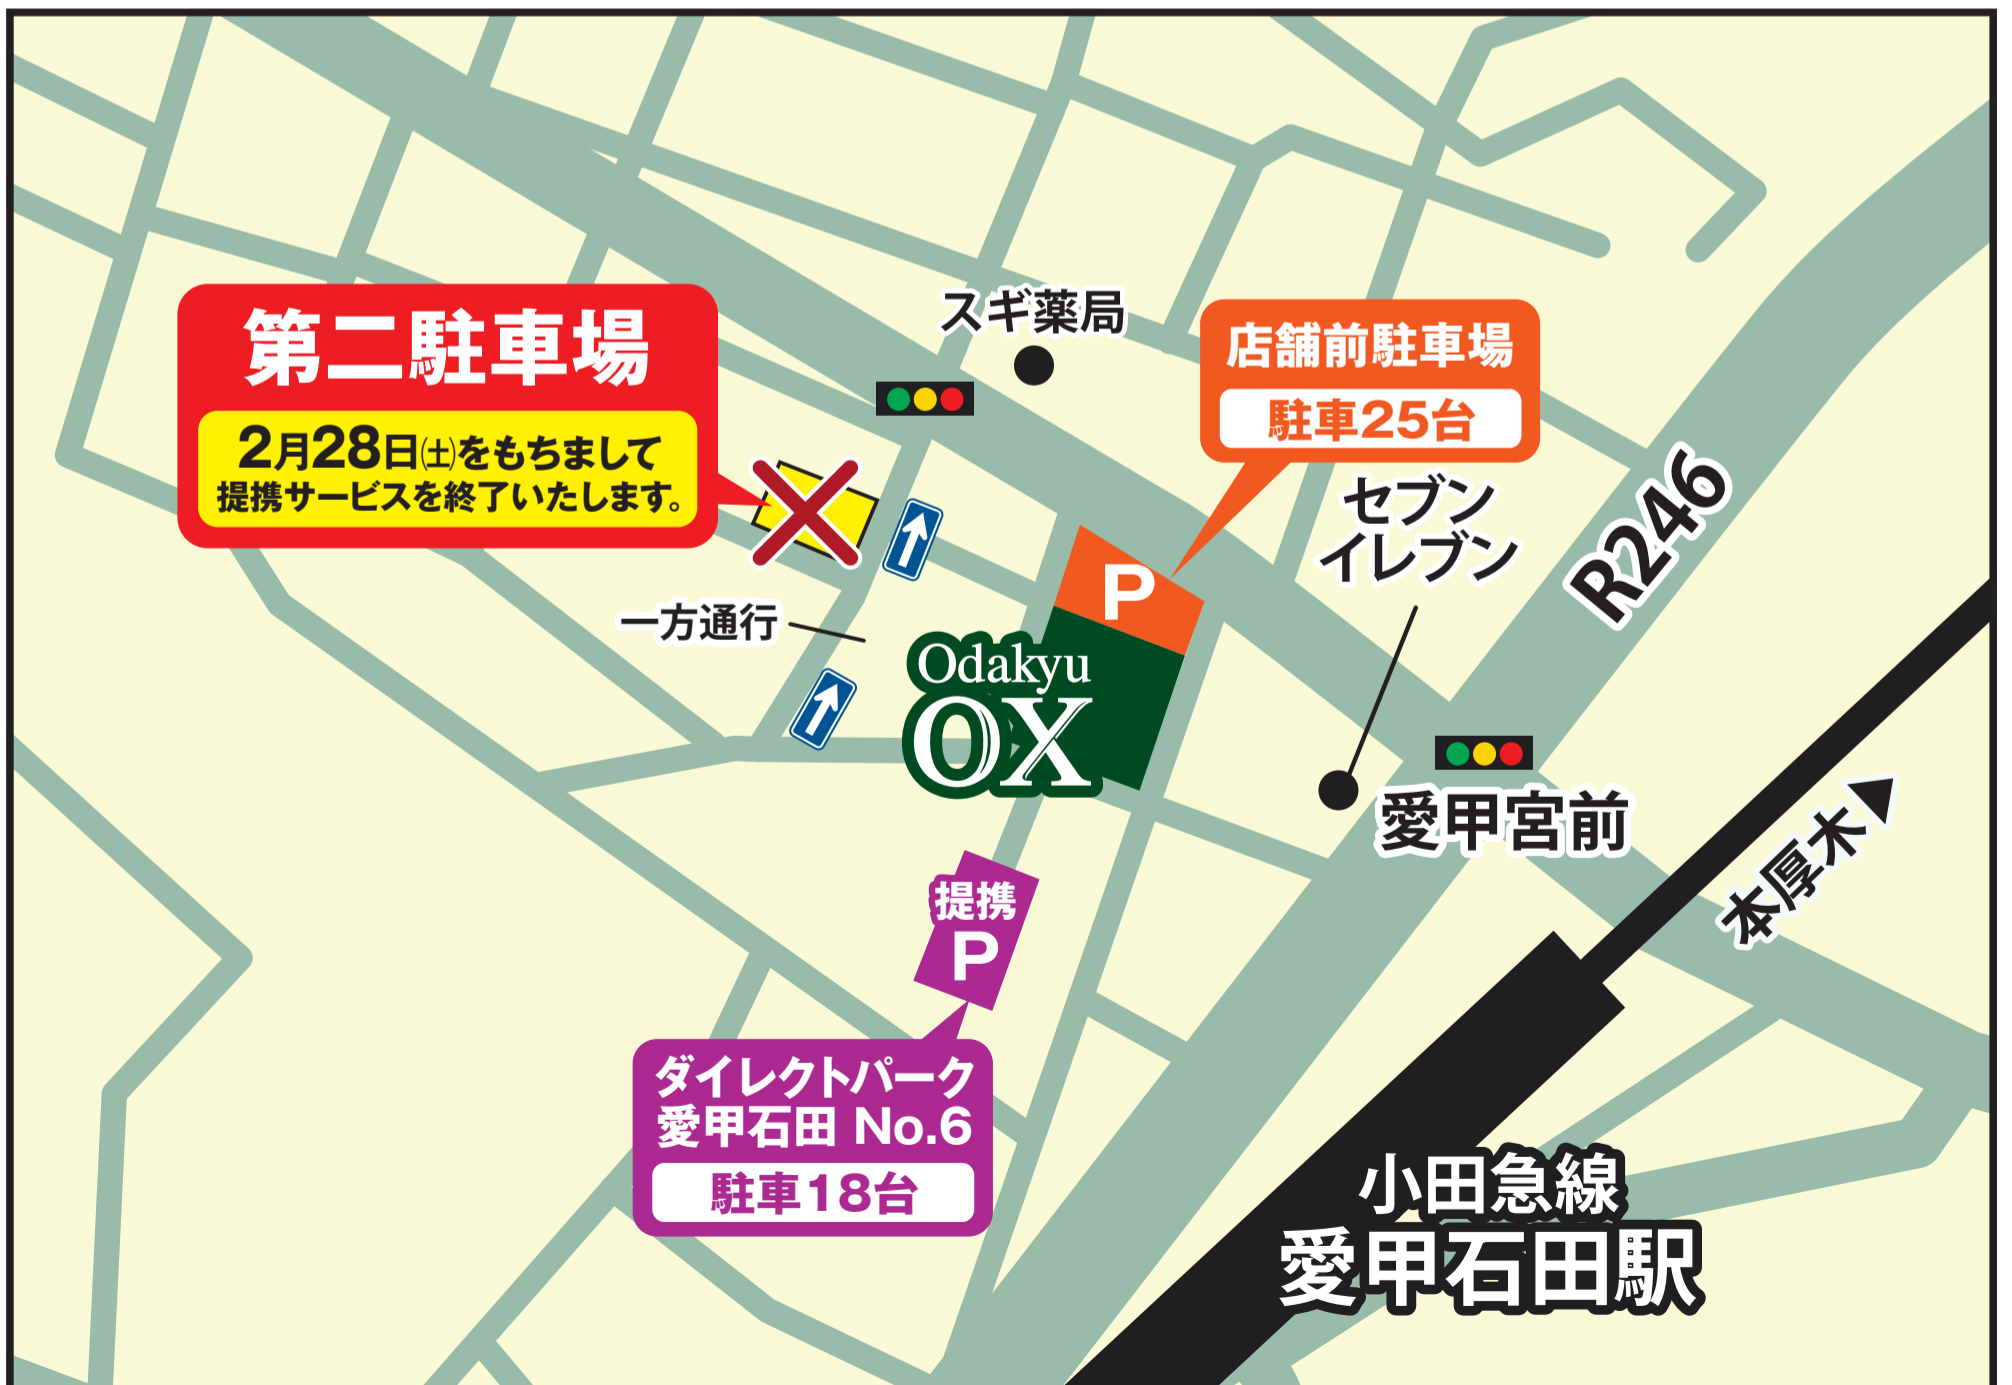 スギ薬局
第二駐車場
2月28日(土)をもちまして
提携サービスを終了いたします。
店舗前駐車場
駐車25台
セブン
イレブン
R246
P
一方通行
Odakyu
OX
愛甲宮前
本厚木▲
提携
P
ダイレクトパーク
愛甲石田 No.6
駐車18台
小田急線
愛甲石田駅